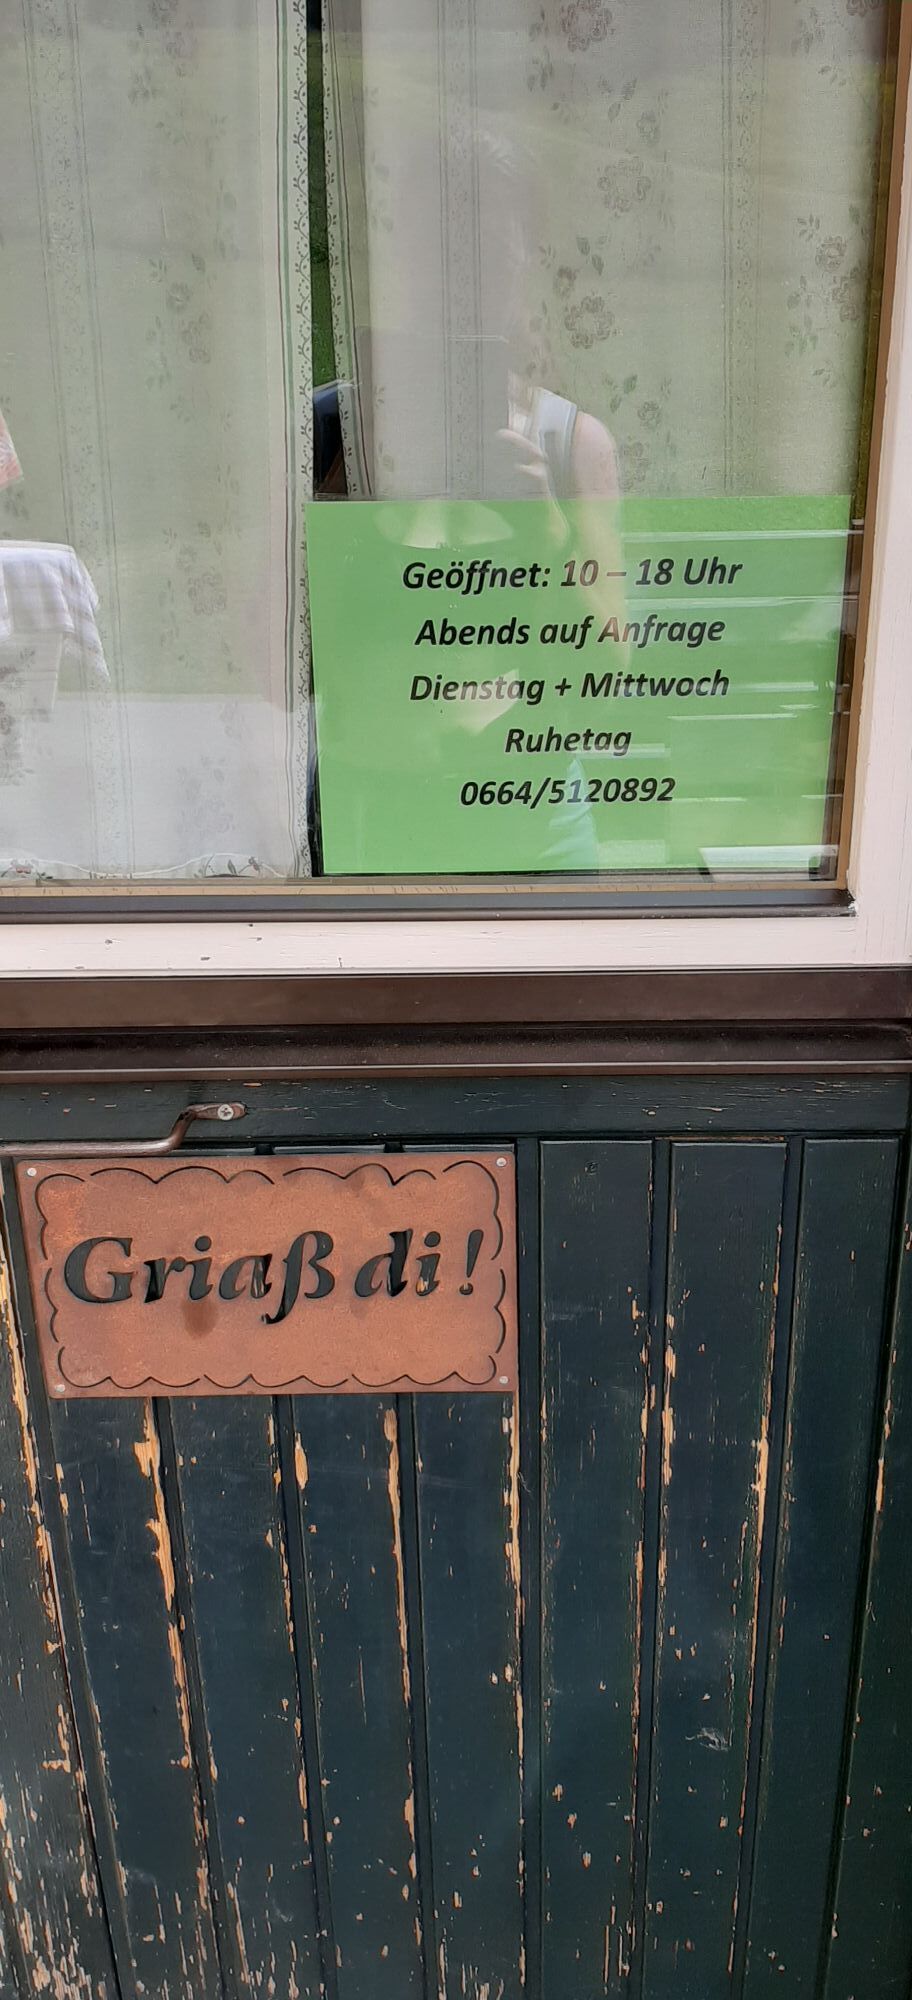 Geöffnet: 10 – 18 Uhr
Abends auf Anfrage
Dienstag + Mittwoch
Ruhetag
0664/5120892
Griaß di!